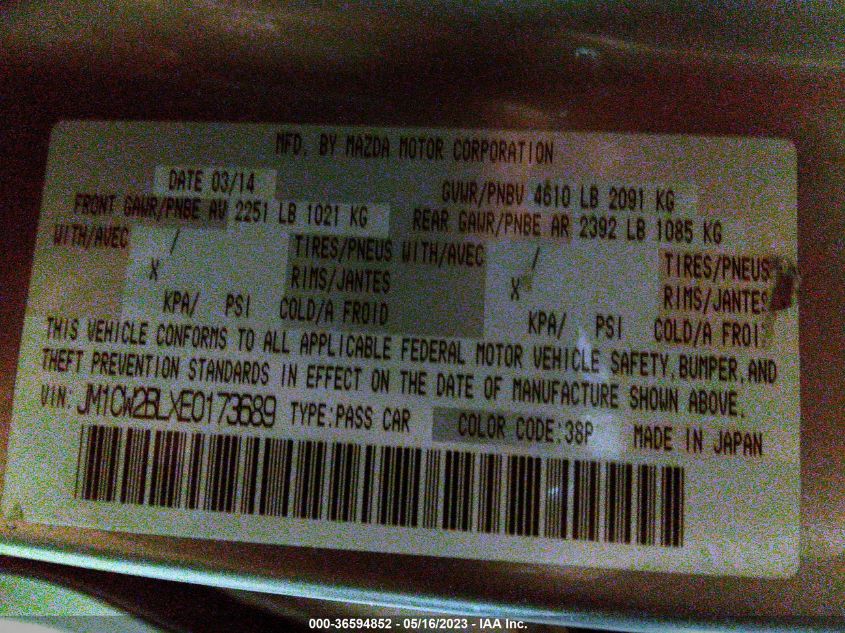 MFD. BY MAZDA MOTOR CORPORATION
DATE 03/14 GVWR/PNBV 4610 LB 2091 KG
FRONT GAWR/PNBE AV 2251 LB 1021 KG REAR GAWR/PNBE AR 2392 LB 1085 KG
WITH/AVEC / TIRES/PNEUS WITH/AVEC / TIRES/PNEUS
X RIMS/JANTES X RIMS/JANTES
KPA/ PSI COLD/A FROID KPA/ PSI COLD/A FROI
THIS VEHICLE CONFORMS TO ALL APPLICABLE FEDERAL MOTOR VEHICLE SAFETY, BUMPER, AND
THEFT PREVENTION STANDARDS IN EFFECT ON THE DATE OF MANUFACTURE SHOWN ABOVE.
VIN: JM1CW2BLXE0173689 TYPE: PASS CAR COLOR CODE: 38P MADE IN JAPAN
000-36594852 - 05/16/2023 - IAA Inc.